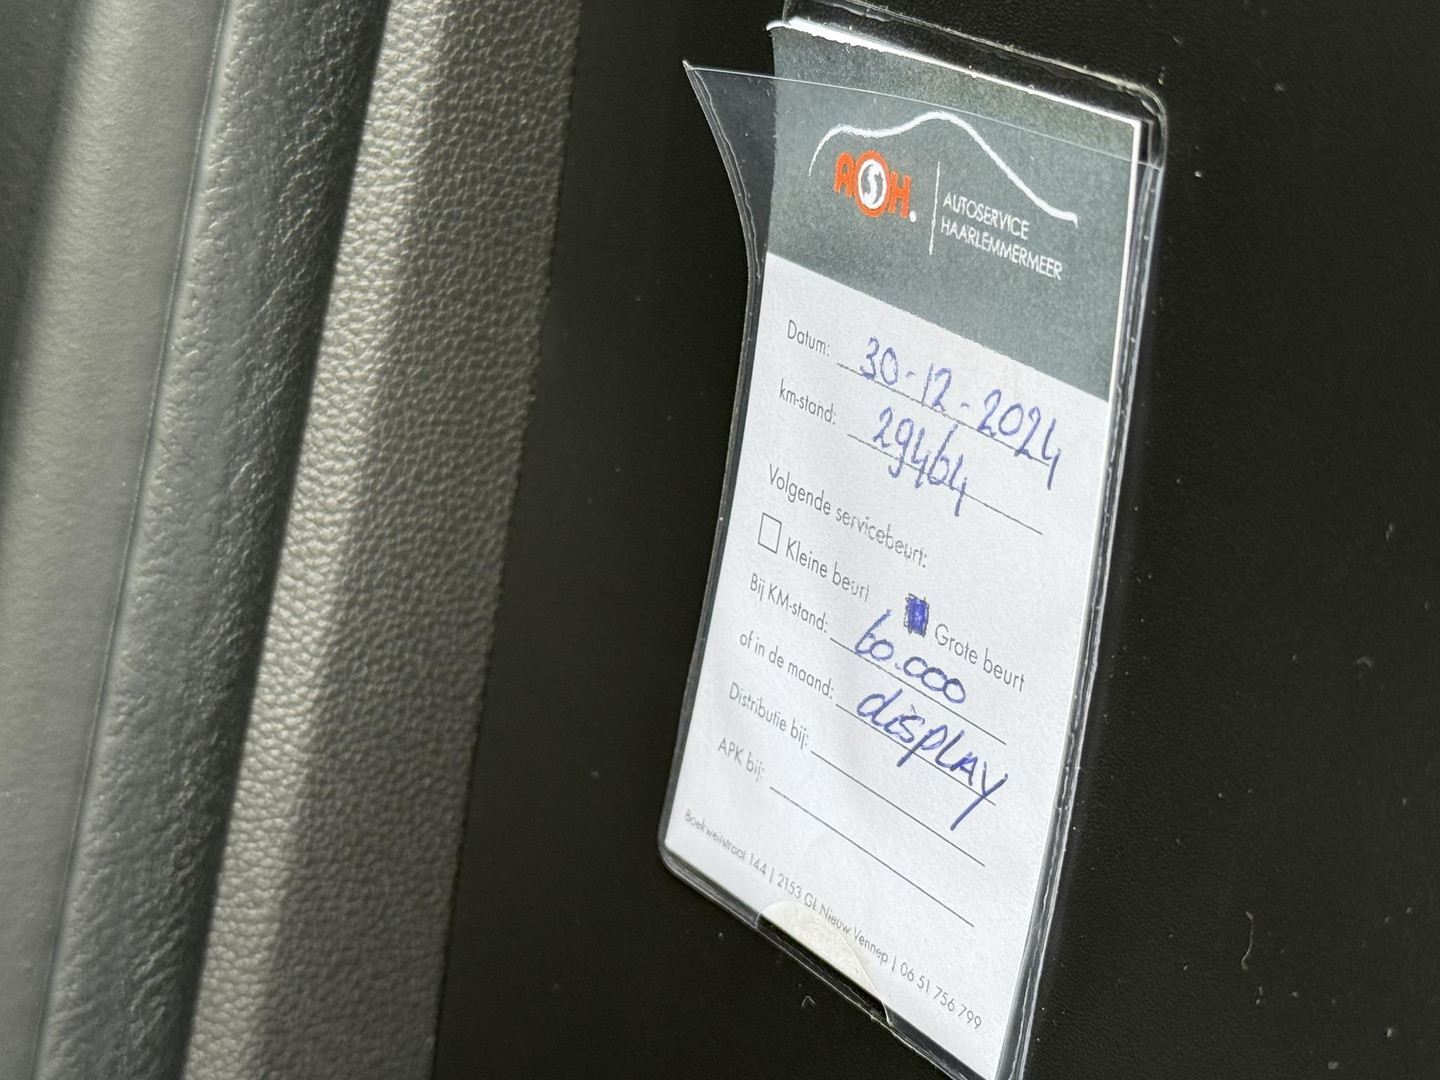 ASH.
AUTOSERVICE
HAARLEMMERMEER
Datum: 30-12-2024
km-stand: 29464
Volgende servicebeurt:
Kleine beurt Grote beurt
Bij KM-stand: 60.000
of in de maand: display
Distributie bij:
APK bij:
Boekweitstraat 144 | 2153 GL Nieuw Vennep | 06 51 756 799